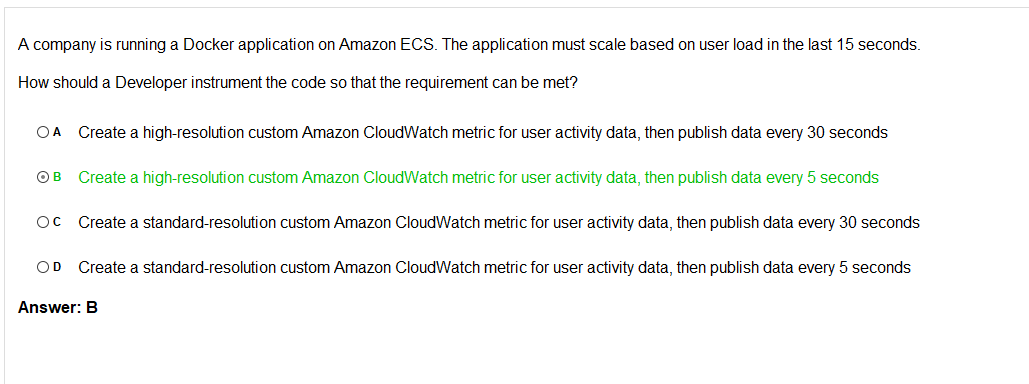 A company is running a Docker application on Amazon ECS. The application must scale based on user load in the last 15 seconds.
How should a Developer instrument the code so that the requirement can be met?
A Create a high-resolution custom Amazon CloudWatch metric for user activity data, then publish data every 30 seconds
B Create a high-resolution custom Amazon CloudWatch metric for user activity data, then publish data every 5 seconds
C Create a standard-resolution custom Amazon CloudWatch metric for user activity data, then publish data every 30 seconds
D Create a standard-resolution custom Amazon CloudWatch metric for user activity data, then publish data every 5 seconds
Answer: B